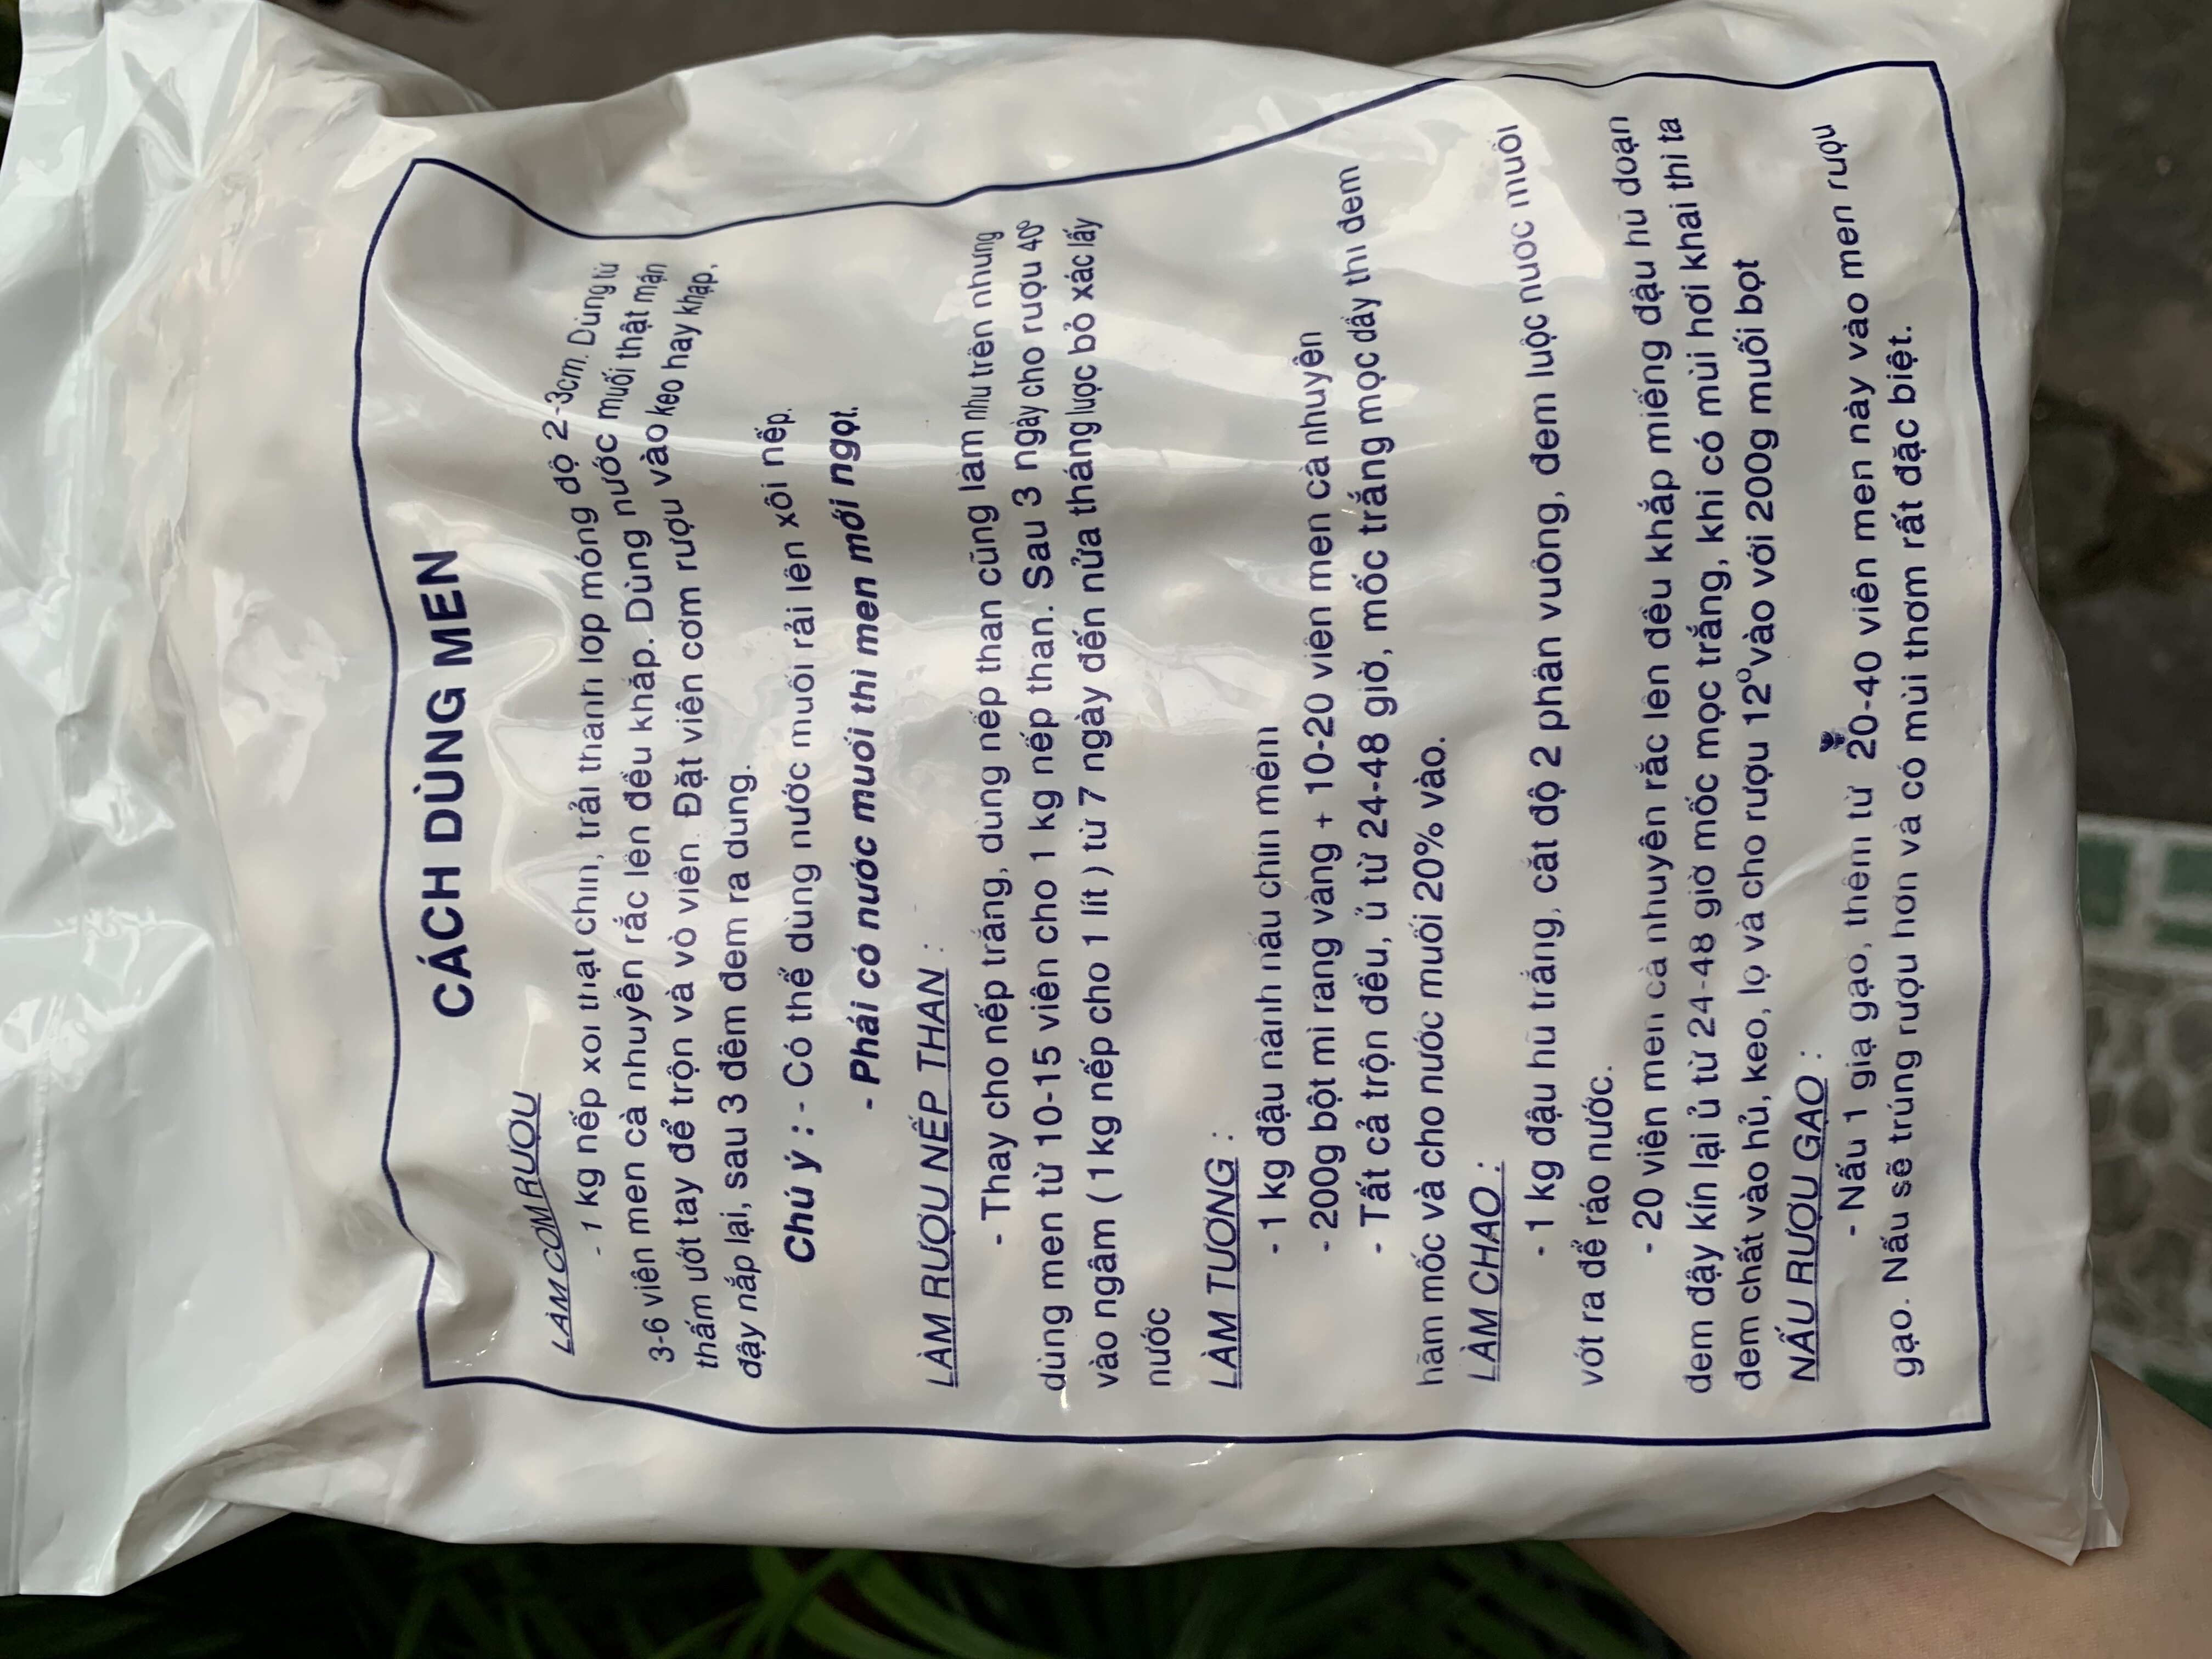 CÁCH DÙNG MEN
LÀM CƠM RƯỢU
- 1 kg nếp xôi thật chín, trải thành lớp mỏng độ 2-3cm. Dùng từ
3-6 viên men cà nhuyễn rắc lên đều khắp. Dùng nước muối thật mặn
thấm ướt tay để trộn và vò viên. Đặt viên cơm rượu vào keo hay khạp,
đậy nắp lại, sau 3 đêm đem ra dùng.
Chú ý : - Có thể dùng nước muối rải lên xôi nếp.
- Phải có nước muối thì men mới ngọt.
LÀM RƯỢU NẾP THAN :
- Thay cho nếp trắng, dùng nếp than cũng làm như trên nhưng
dùng men từ 10-15 viên cho 1 kg nếp than. Sau 3 ngày cho rượu 40º
vào ngâm ( 1kg nếp cho 1 lít ) từ 7 ngày đến nửa tháng lược bỏ xác lấy
nước
LÀM TƯƠNG :
- 1 kg đậu nành nấu chín mềm
- 200g bột mì rang vàng + 10-20 viên men cà nhuyễn
- Tất cả trộn đều, ủ từ 24-48 giờ, mốc trắng mọc đầy thì đem
hãm mốc và cho nước muối 20% vào.
LÀM CHAO :
- 1 kg đậu hũ trắng, cắt độ 2 phân vuông, đem luộc nước muối
vớt ra để ráo nước.
- 20 viên men cà nhuyễn rắc lên đều khắp miếng đậu hũ đoạn
đem đậy kín lại ủ từ 24-48 giờ mốc mọc trắng, khi có mùi hơi khai thì ta
đem chất vào hủ, keo, lọ và cho rượu 12º vào với 200g muối bọt
NẤU RƯỢU GẠO :
- Nấu 1 giạ gạo, thêm từ 20-40 viên men này vào men rượu
gạo. Nấu sẽ trúng rượu hơn và có mùi thơm rất đặc biệt.